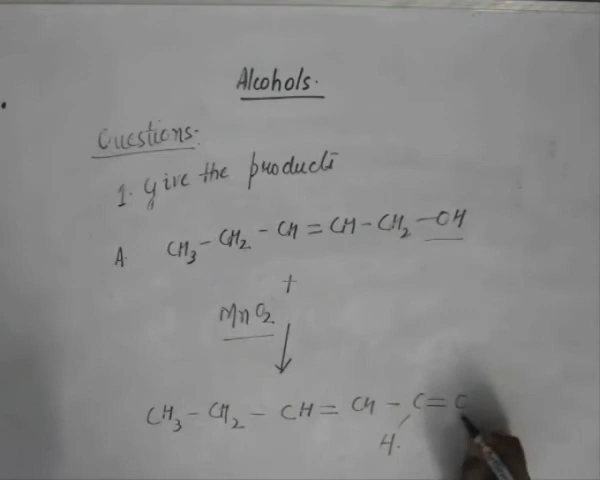 Alcohols.
Questions:
1. Give the products
A. CH3 - CH2 - CH = CH - CH2 - OH
+
MnO2
CH3 - CH2 - CH = CH - C = C
H.